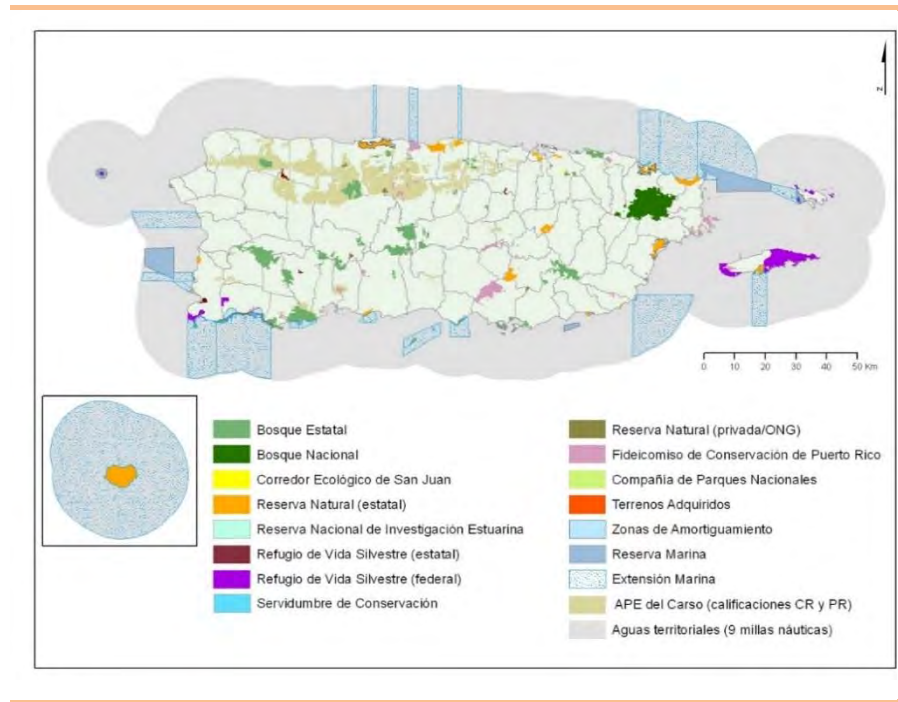 N
0 10 20 30 40 50 Km
Bosque Estatal
Bosque Nacional
Corredor Ecológico de San Juan
Reserva Natural (estatal)
Reserva Nacional de Investigación Estuarina
Refugio de Vida Silvestre (estatal)
Refugio de Vida Silvestre (federal)
Servidumbre de Conservación
Reserva Natural (privada/ONG)
Fideicomiso de Conservación de Puerto Rico
Compañía de Parques Nacionales
Terrenos Adquiridos
Zonas de Amortiguamiento
Reserva Marina
Extensión Marina
APE del Carso (calificaciones CR y PR)
Aguas territoriales (9 millas náuticas)